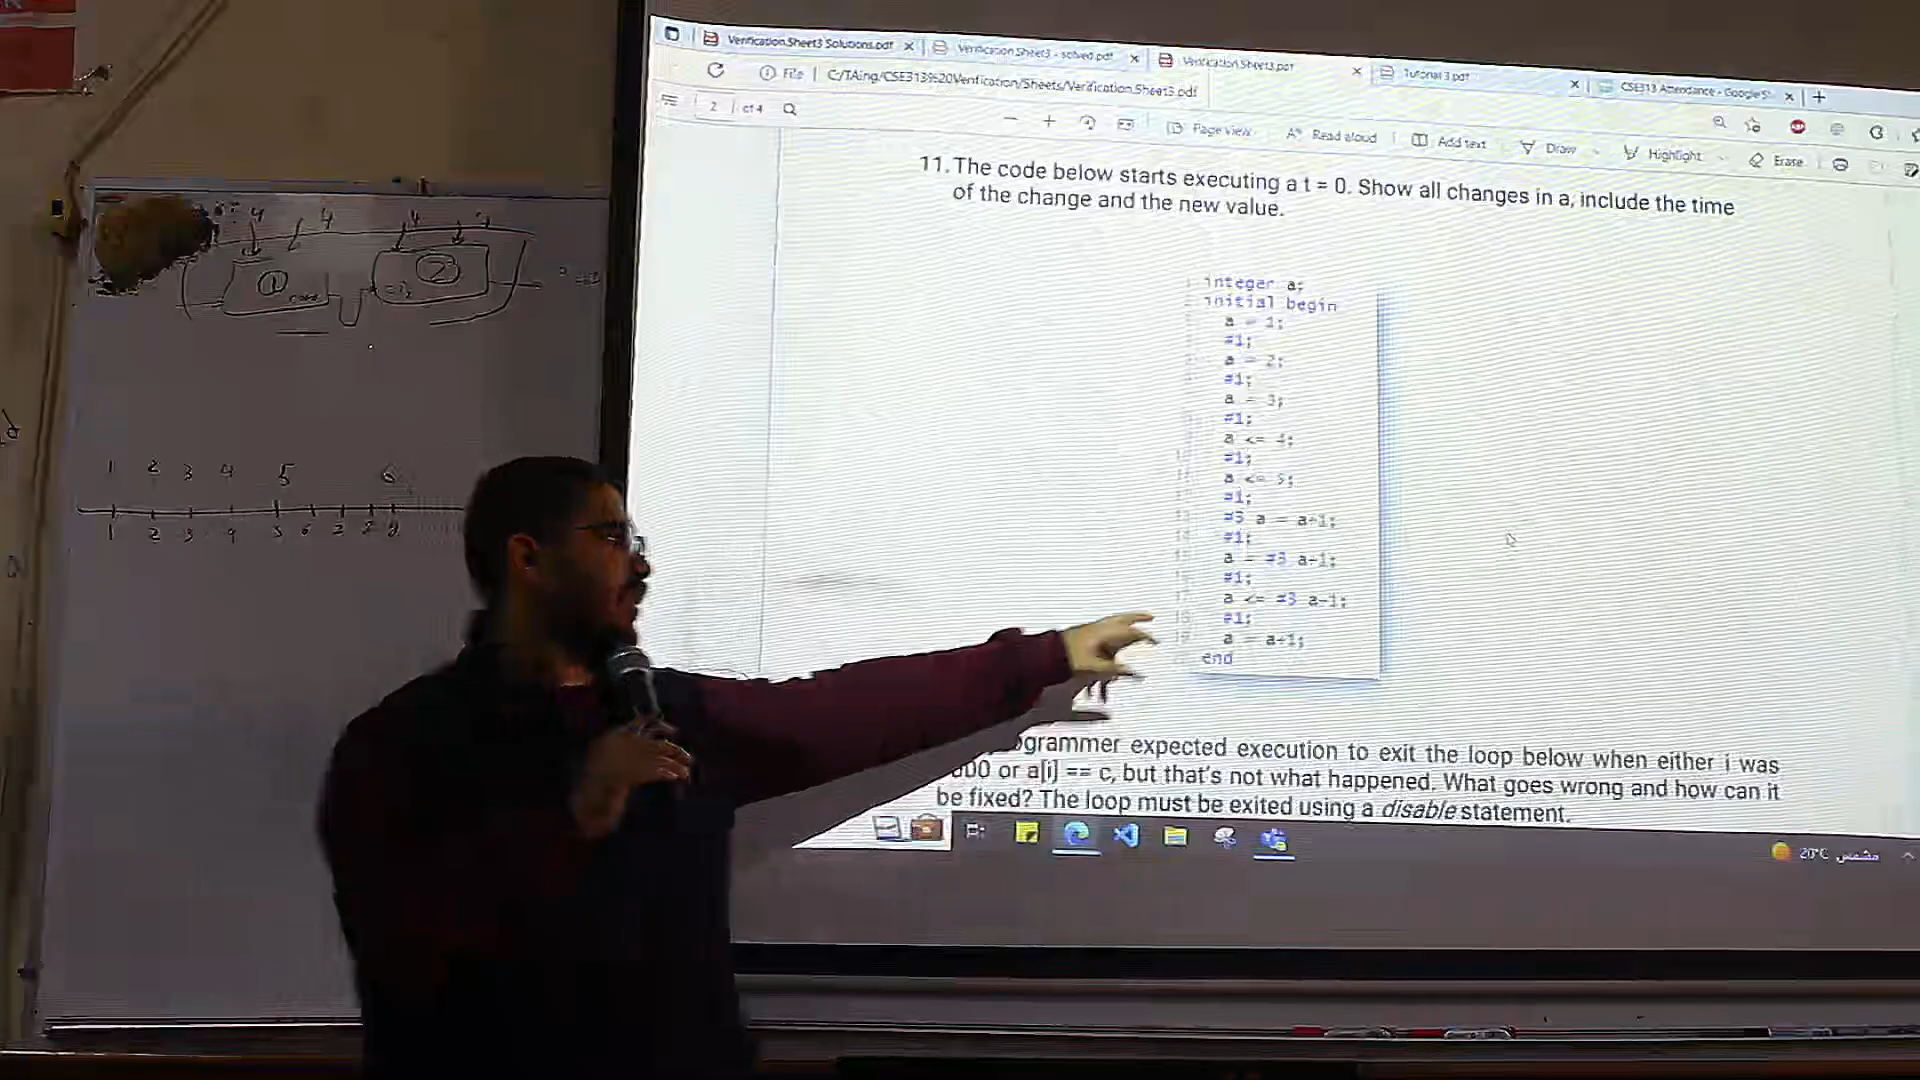 Verification.Sheet3 Solutions.pdf
Verification.Sheet3 - solved.pdf
Verification.Sheet3.pdf
Tutorial 3.pdf
CSE313 Attendance - Google S
File
C:/TAing/CSE313%20Verification/Sheets/Verification.Sheet3.pdf
2 of 4
Page view
Read aloud
Add text
Draw
Highlight
Erase
11. The code below starts executing a t = 0. Show all changes in a, include the time
of the change and the new value.
integer a;
initial begin
a = 1;
#1;
a = 2;
#1;
a = 3;
#1;
a <= 4;
#1;
a <= 5;
#1;
#3 a = a+1;
#1;
a = #3 a+1;
#1;
a <= #3 a-1;
#1;
a = a+1;
end
ogrammer expected execution to exit the loop below when either i was
000 or a[i] == c, but that's not what happened. What goes wrong and how can it
be fixed? The loop must be exited using a disable statement.
20°C مشمس
4 4 4
1 2
1 2 3 4 5 6
1 2 3 4 5 6